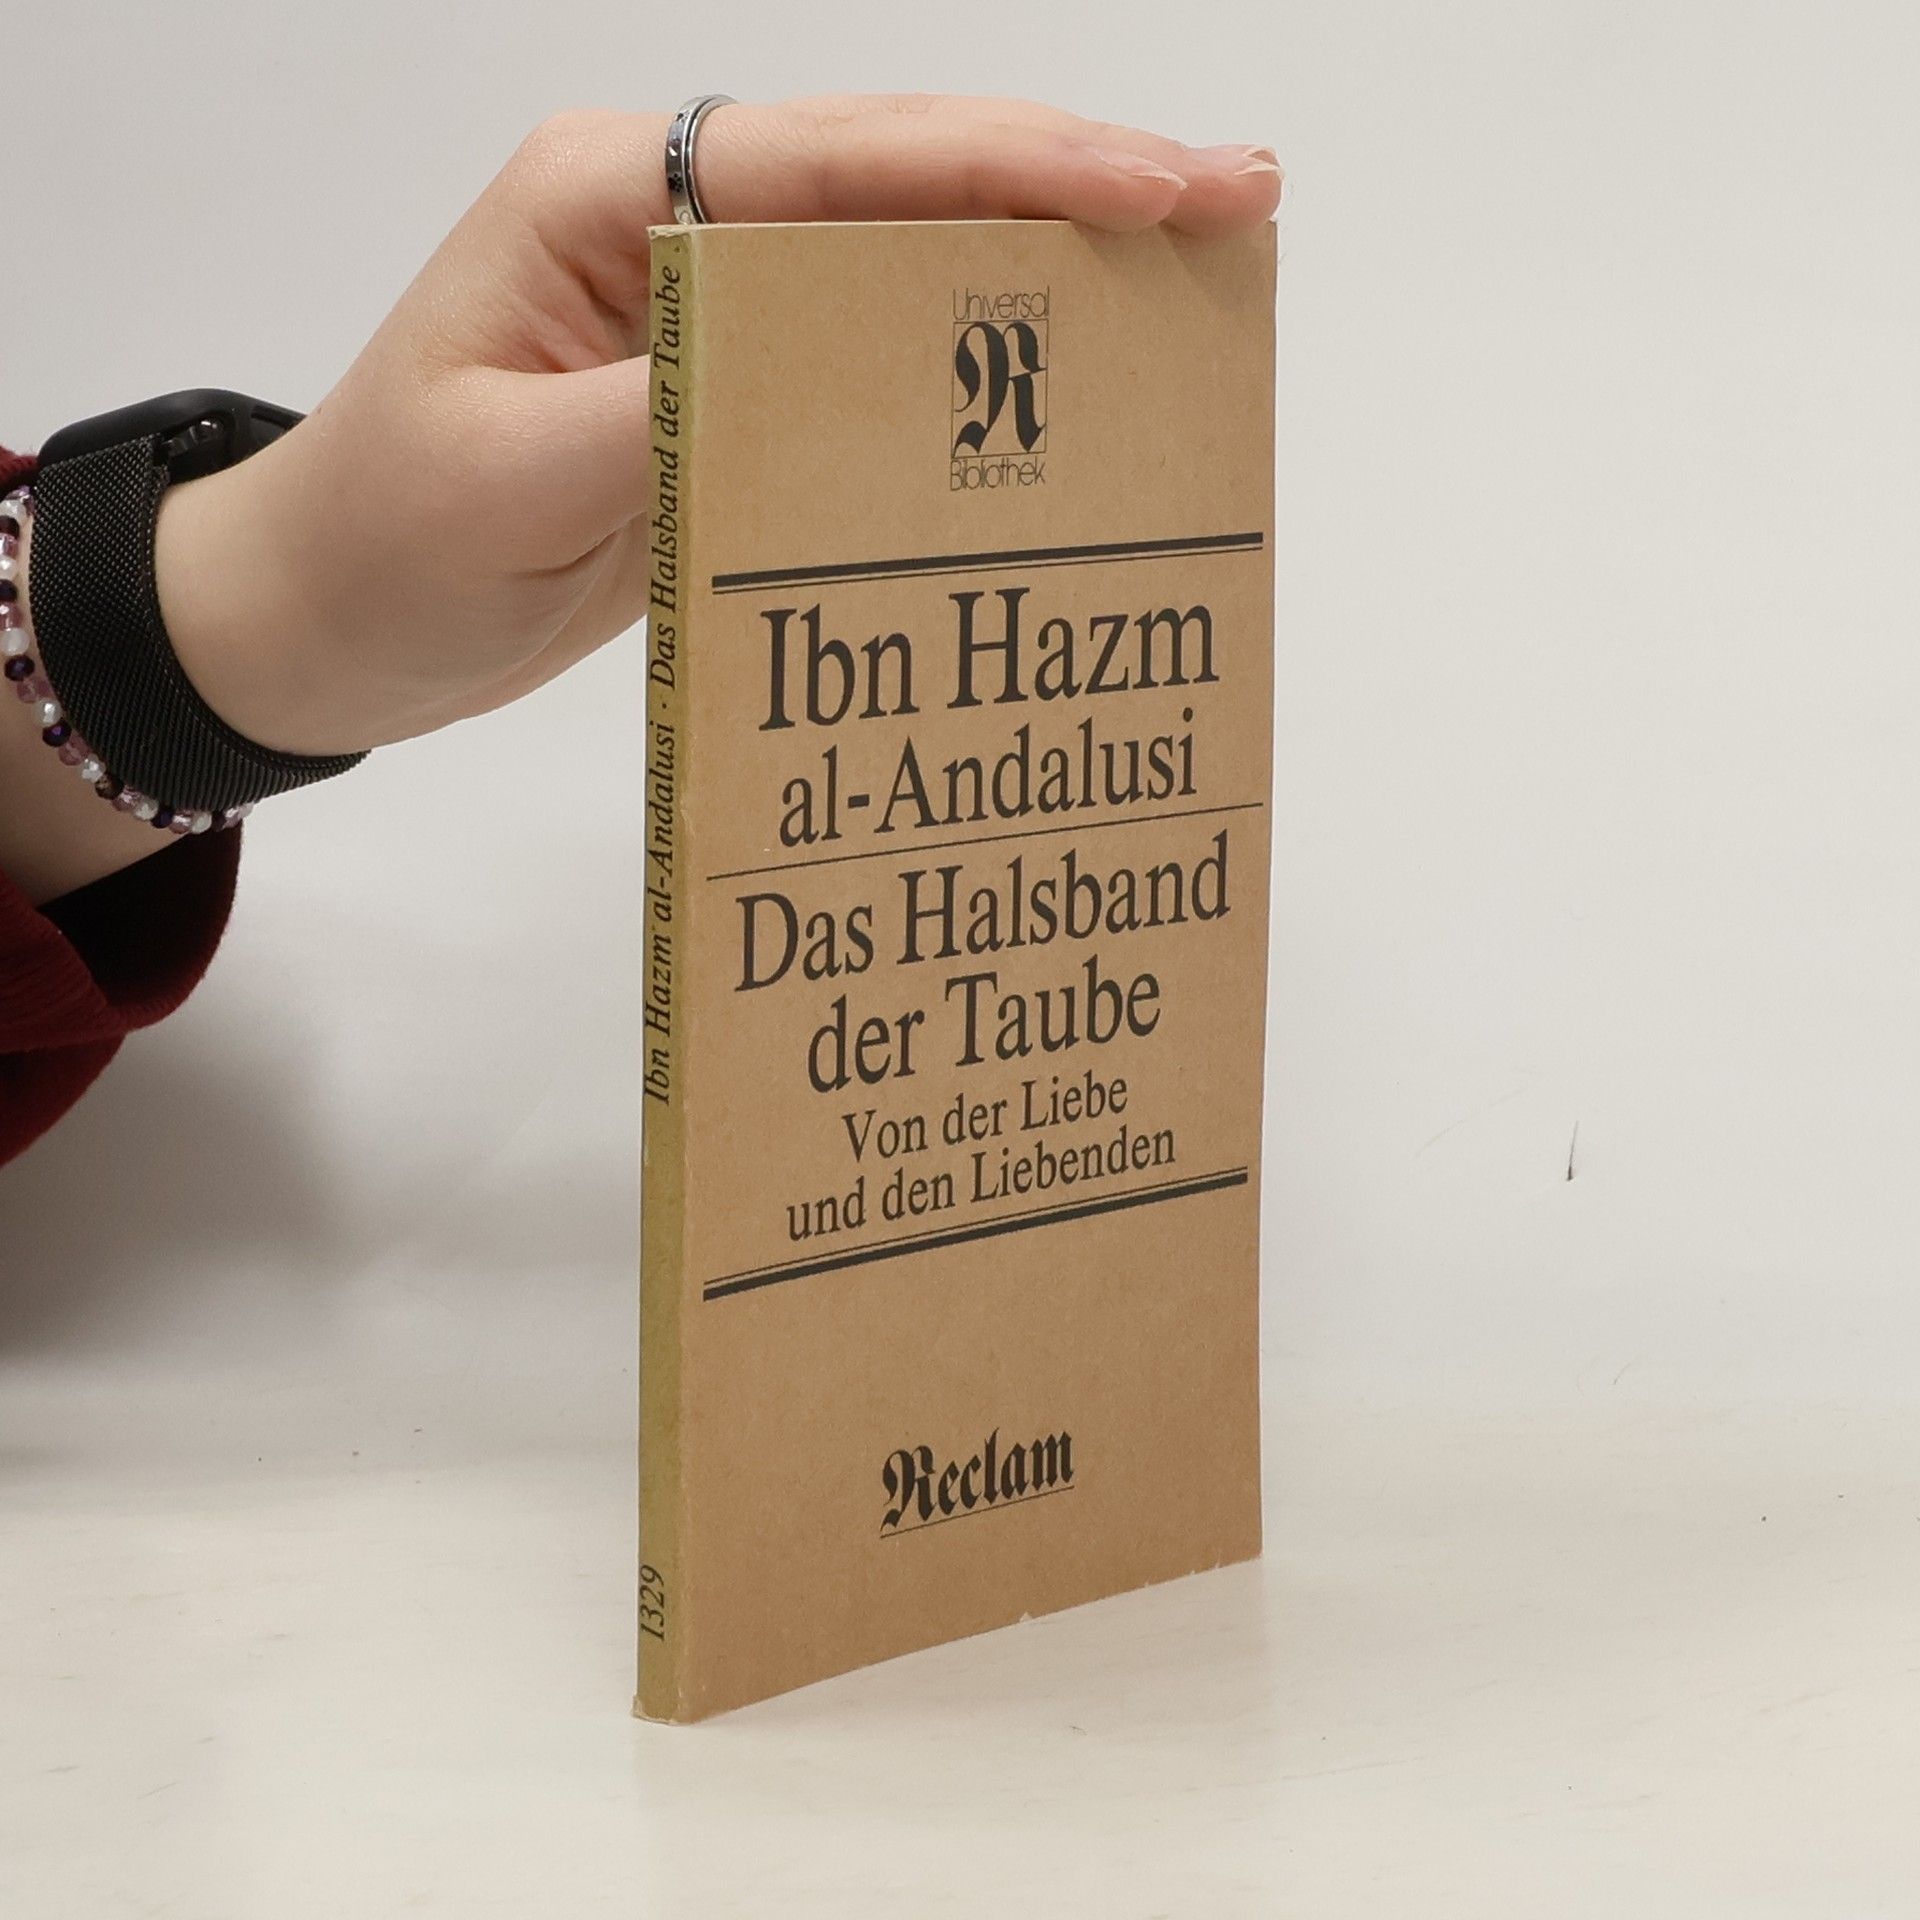 Universal
R
Bibliothek
Ibn Hazm
al-Andalusi
Das Halsband
der Taube
Von der Liebe
und den Liebenden
Reclam
Ibn Hazm al-Andalusi · Das Halsband der Taube
1329